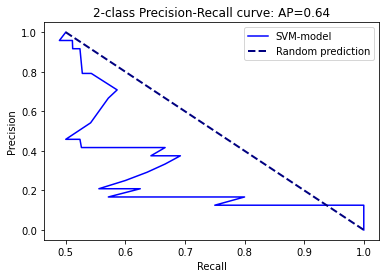 2-class Precision-Recall curve: AP=0.64
SVM-model
Random prediction
Precision
1.0
0.8
0.6
0.4
0.2
0.0
0.5 0.6 0.7 0.8 0.9 1.0
Recall